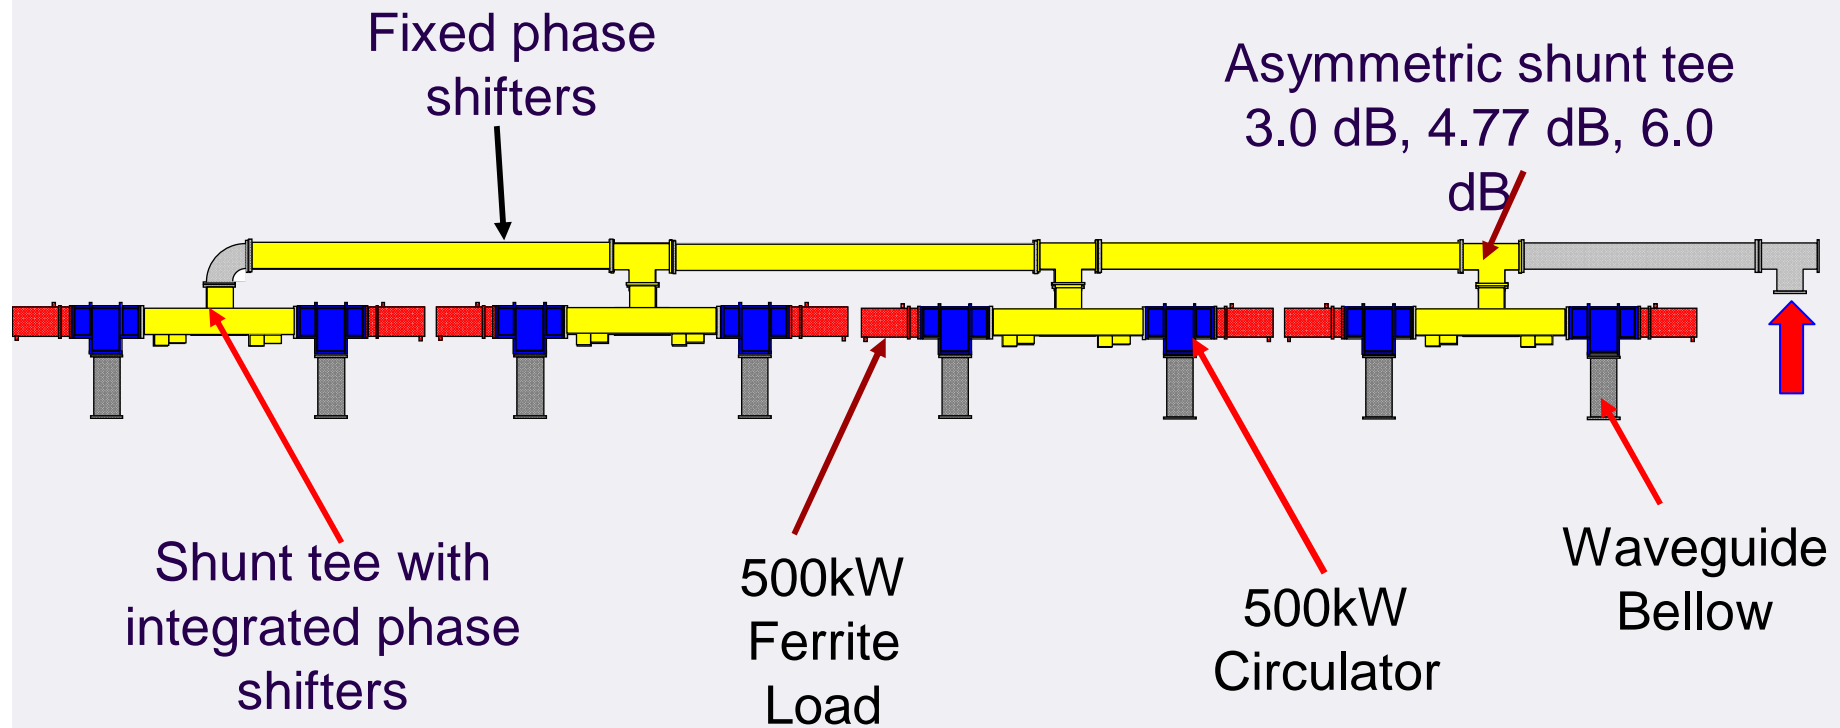 Fixed phase
shifters
Asymmetric shunt tee
3.0 dB, 4.77 dB, 6.0
dB
Shunt tee with
integrated phase
shifters
500kW
Ferrite
Load
500kW
Circulator
Waveguide
Bellow